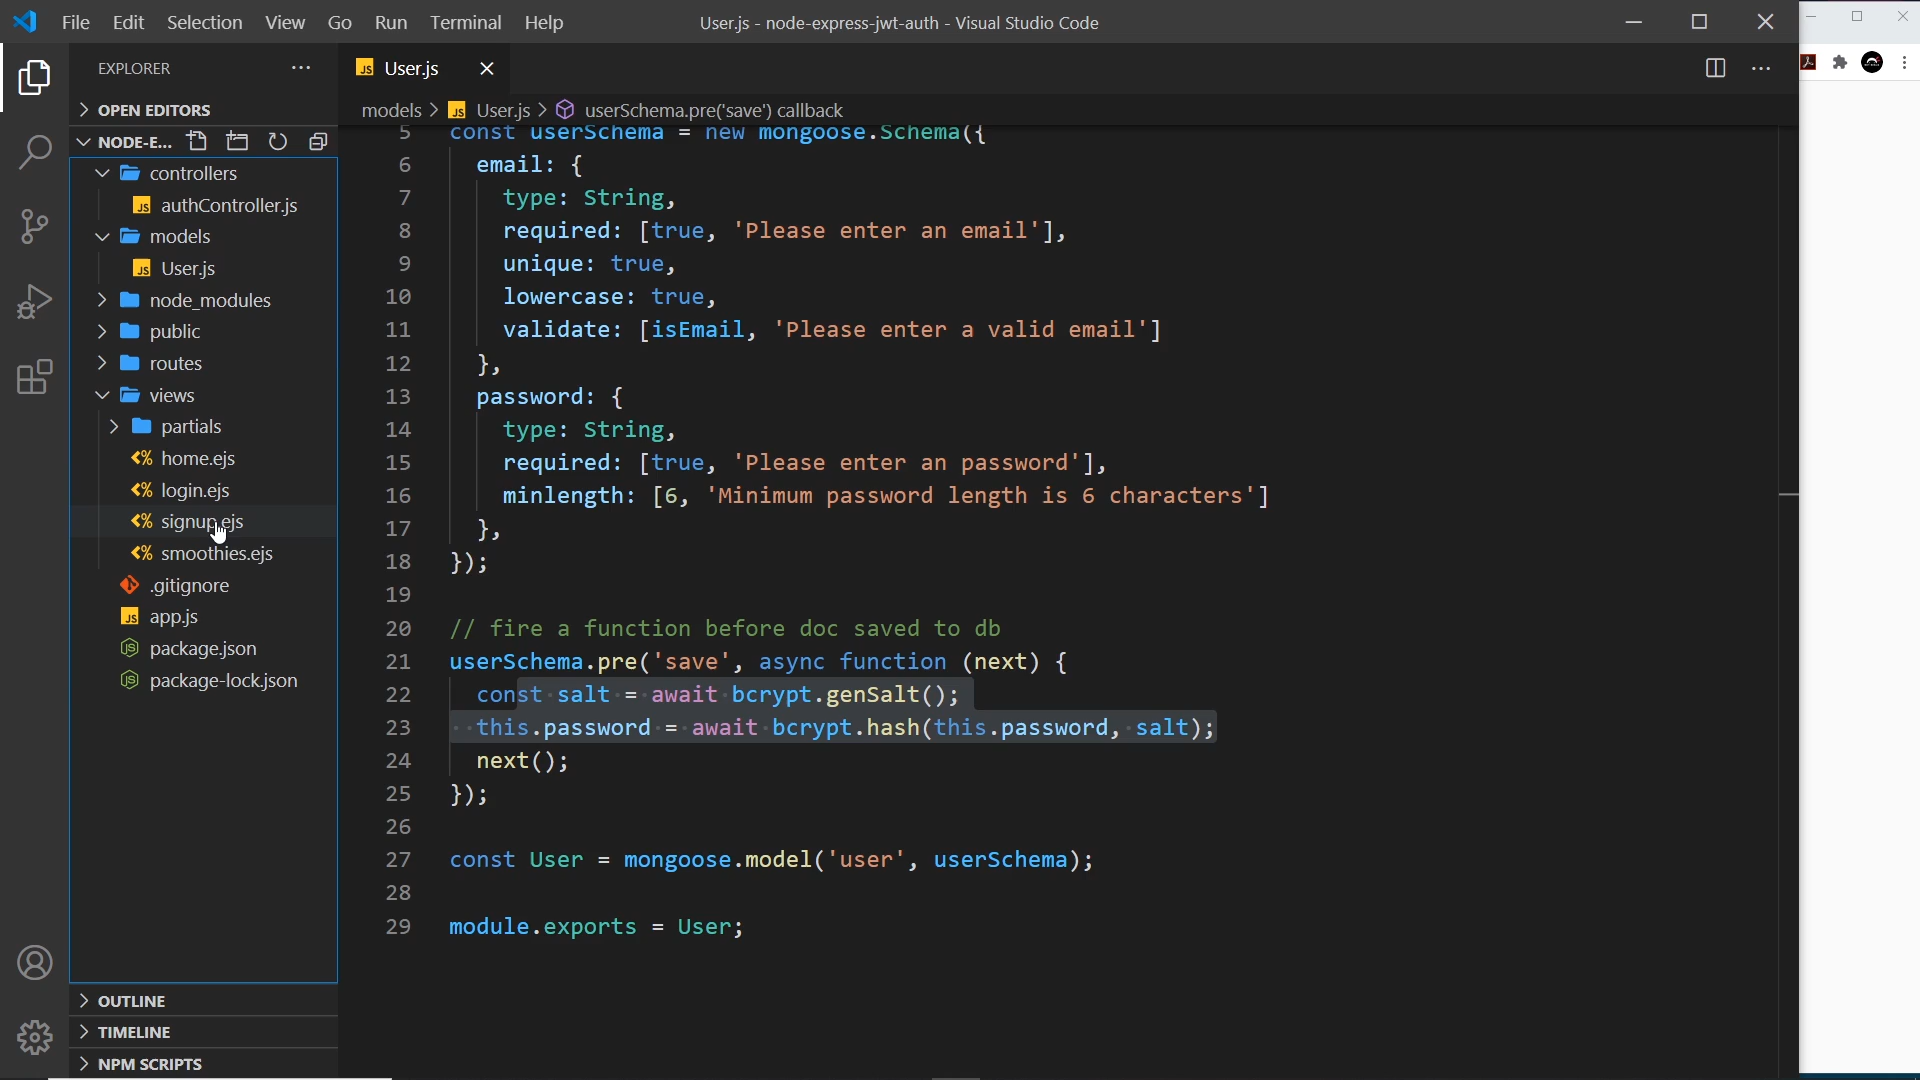 File Edit Selection View Go Run Terminal Help
User.js - node-express-jwt-auth - Visual Studio Code
EXPLORER
OPEN EDITORS
NODE-E...
controllers
authController.js
models
User.js
node_modules
public
routes
views
partials
home.ejs
login.ejs
signup.ejs
smoothies.ejs
.gitignore
app.js
package.json
package-lock.json
OUTLINE
TIMELINE
NPM SCRIPTS
JS User.js
models > JS User.js > userSchema.pre('save') callback
5 const userSchema = new mongoose.Schema({
6 email: {
7 type: String,
8 required: [true, 'Please enter an email'],
9 unique: true,
10 lowercase: true,
11 validate: [isEmail, 'Please enter a valid email']
12 },
13 password: {
14 type: String,
15 required: [true, 'Please enter an password'],
16 minlength: [6, 'Minimum password length is 6 characters']
17 },
18 });
19
20 // fire a function before doc saved to db
21 userSchema.pre('save', async function (next) {
22 const salt = await bcrypt.genSalt();
23 this.password = await bcrypt.hash(this.password, salt);
24 next();
25 });
26
27 const User = mongoose.model('user', userSchema);
28
29 module.exports = User;